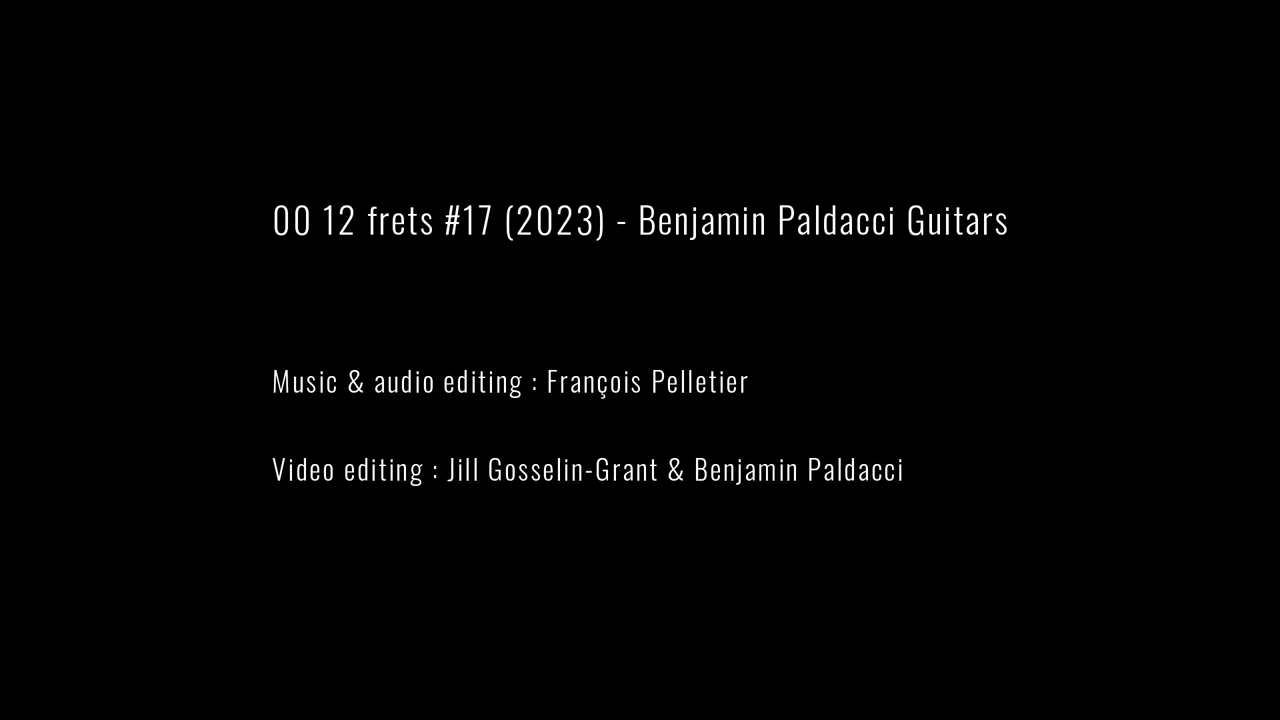 00 12 frets #17 (2023) - Benjamin Paldacci Guitars
Music & audio editing : François Pelletier
Video editing : Jill Gosselin-Grant & Benjamin Paldacci